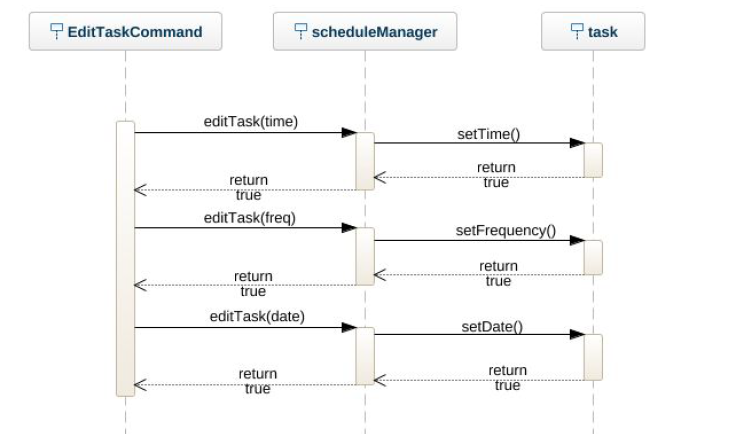 EditTaskCommand
scheduleManager
task
editTask(time)
setTime()
return
true
return
true
editTask(freq)
setFrequency()
return
true
return
true
editTask(date)
setDate()
return
true
return
true